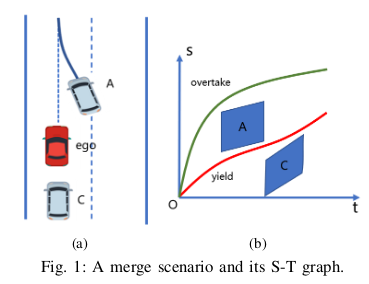 A
ego
C
(a)
S
overtake
A
C
yield
O
t
(b)
Fig. 1: A merge scenario and its S-T graph.